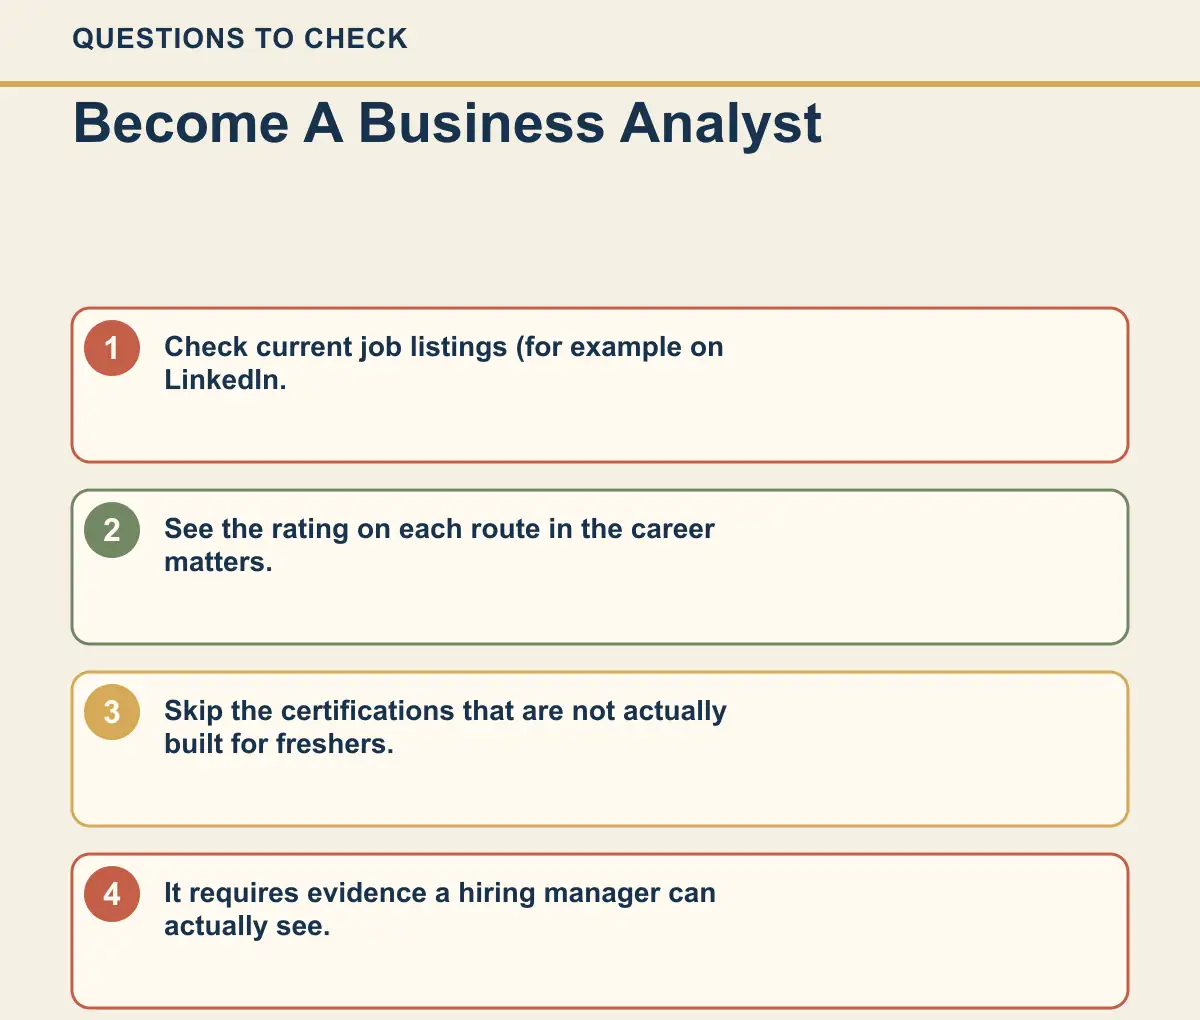 QUESTIONS TO CHECK
Become A Business Analyst
1
Check current job listings (for example on
LinkedIn.
2
See the rating on each route in the career
matters.
3
Skip the certifications that are not actually
built for freshers.
4
It requires evidence a hiring manager can
actually see.